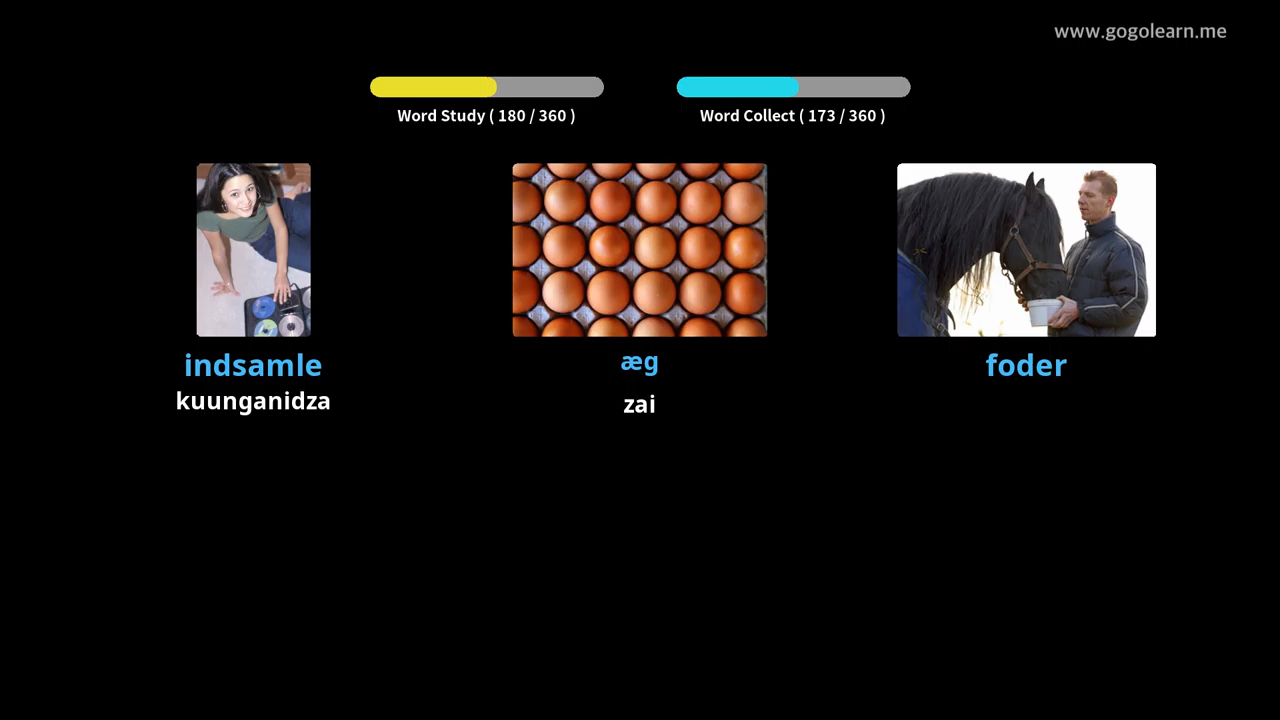 www.gogolearn.me
Word Study ( 180 / 360 )
Word Collect ( 173 / 360 )
indsamle
kuunganidza
æg
zai
foder